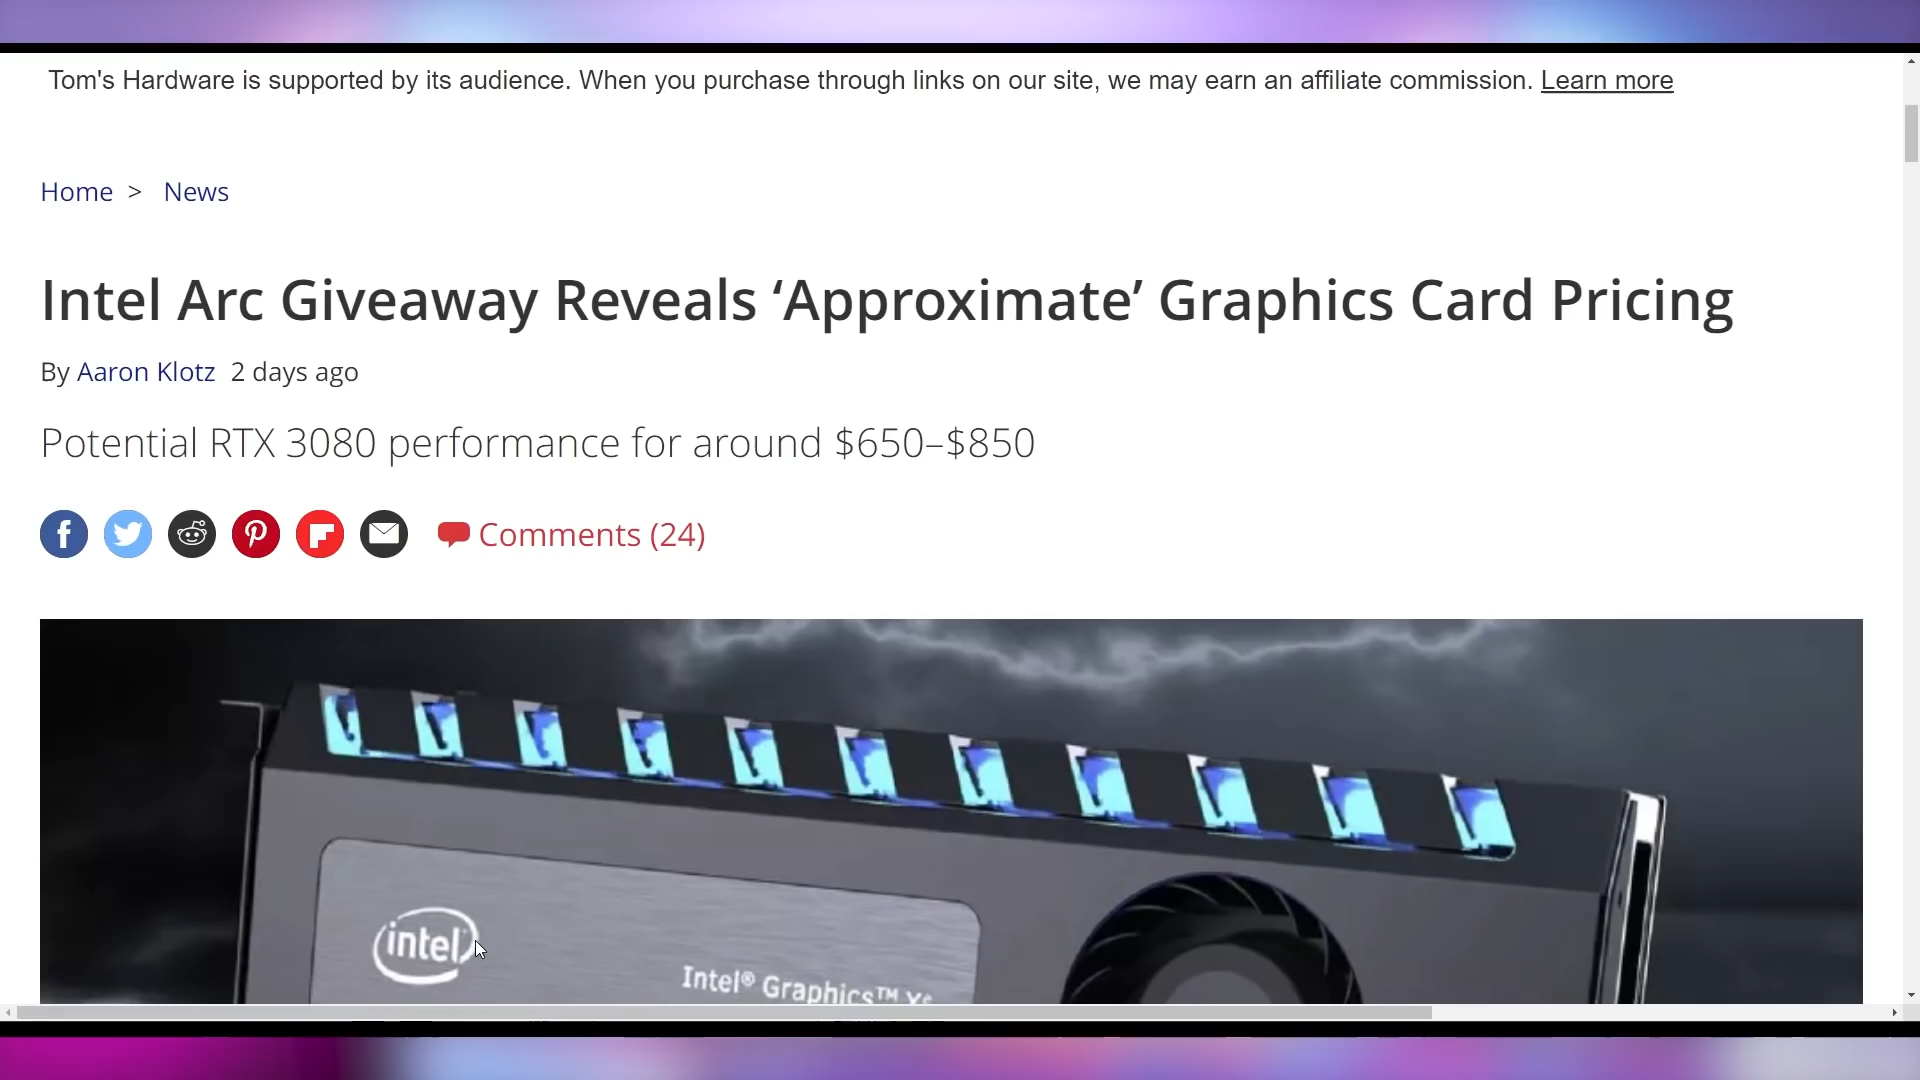 Tom's Hardware is supported by its audience. When you purchase through links on our site, we may earn an affiliate commission. Learn more
Home > News
Intel Arc Giveaway Reveals ‘Approximate’ Graphics Card Pricing
By Aaron Klotz 2 days ago
Potential RTX 3080 performance for around $650–$850
Comments (24)
intel
Intel® Graphics™ Xe